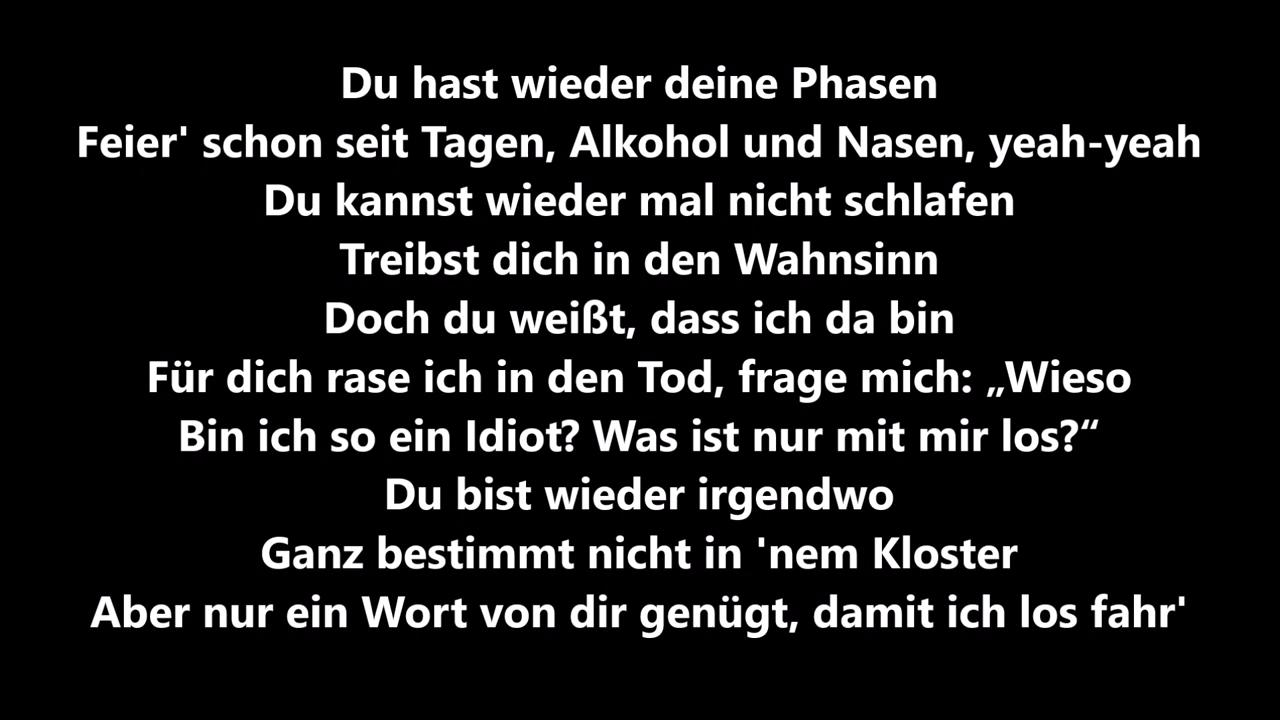 Du hast wieder deine Phasen
Feier' schon seit Tagen, Alkohol und Nasen, yeah-yeah
Du kannst wieder mal nicht schlafen
Treibst dich in den Wahnsinn
Doch du weißt, dass ich da bin
Für dich rase ich in den Tod, frage mich: „Wieso
Bin ich so ein Idiot? Was ist nur mit mir los?“
Du bist wieder irgendwo
Ganz bestimmt nicht in 'nem Kloster
Aber nur ein Wort von dir genügt, damit ich los fahr'